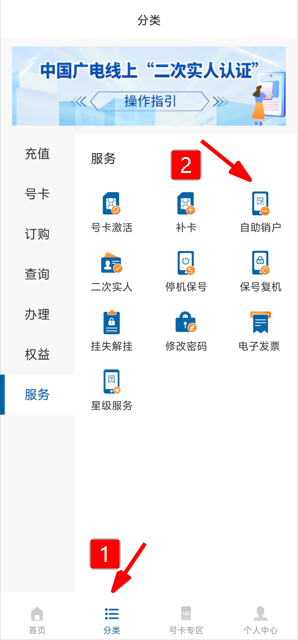 分类
中国广电线上“二次实人认证”
操作指引
充值
号卡
订购
查询
办理
权益
服务
服务
2
号卡激活
补卡
自助销户
二次实人
停机保号
保号复机
挂失解挂
修改密码
电子发票
星级服务
1
首页
分类
号卡专区
个人中心